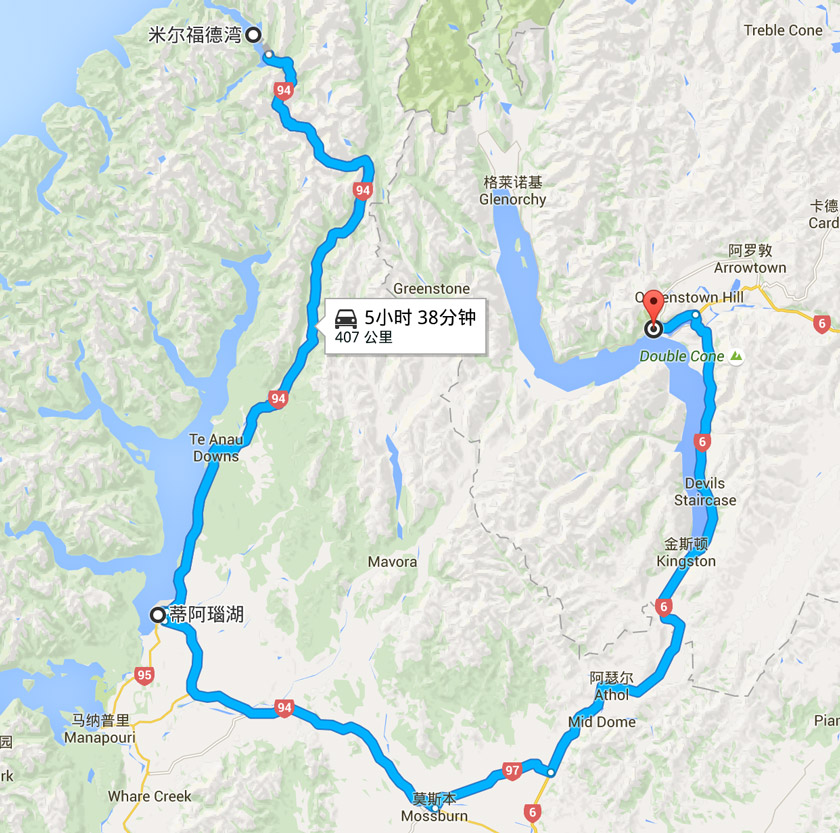 Treble Cone
米尔福德湾
94
94
格莱诺基
Glenorchy
卡德
Card
阿罗敦
Arrowtown
Greenstone
Queenstown Hill
5小时 38分钟
407 公里
6
Double Cone
94
Te Anau
Downs
6
Devils
Staircase
金斯顿
Kingston
Mavora
6
蒂阿瑙湖
95
阿瑟尔
Athol
94
马纳普里
Manapouri
Mid Dome
Piar
园
rk
97
莫斯本
Mossburn
Whare Creek
6